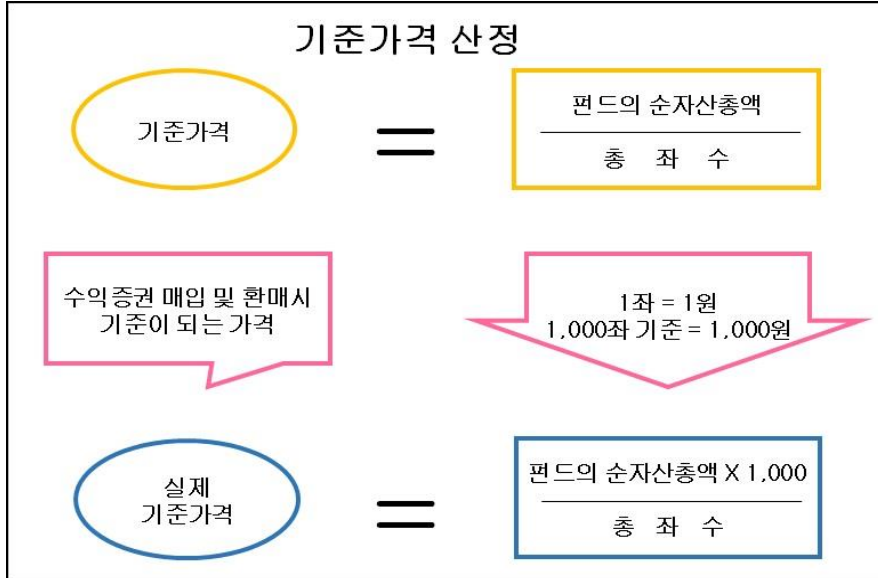 기준가격 산정
기준가격
=
펀드의 순자산총액
총 좌 수
수익증권 매입 및 환매시
기준이 되는 가격
1좌 = 1원
1,000좌 기준 = 1,000원
실제
기준가격
=
펀드의 순자산총액 X 1,000
총 좌 수